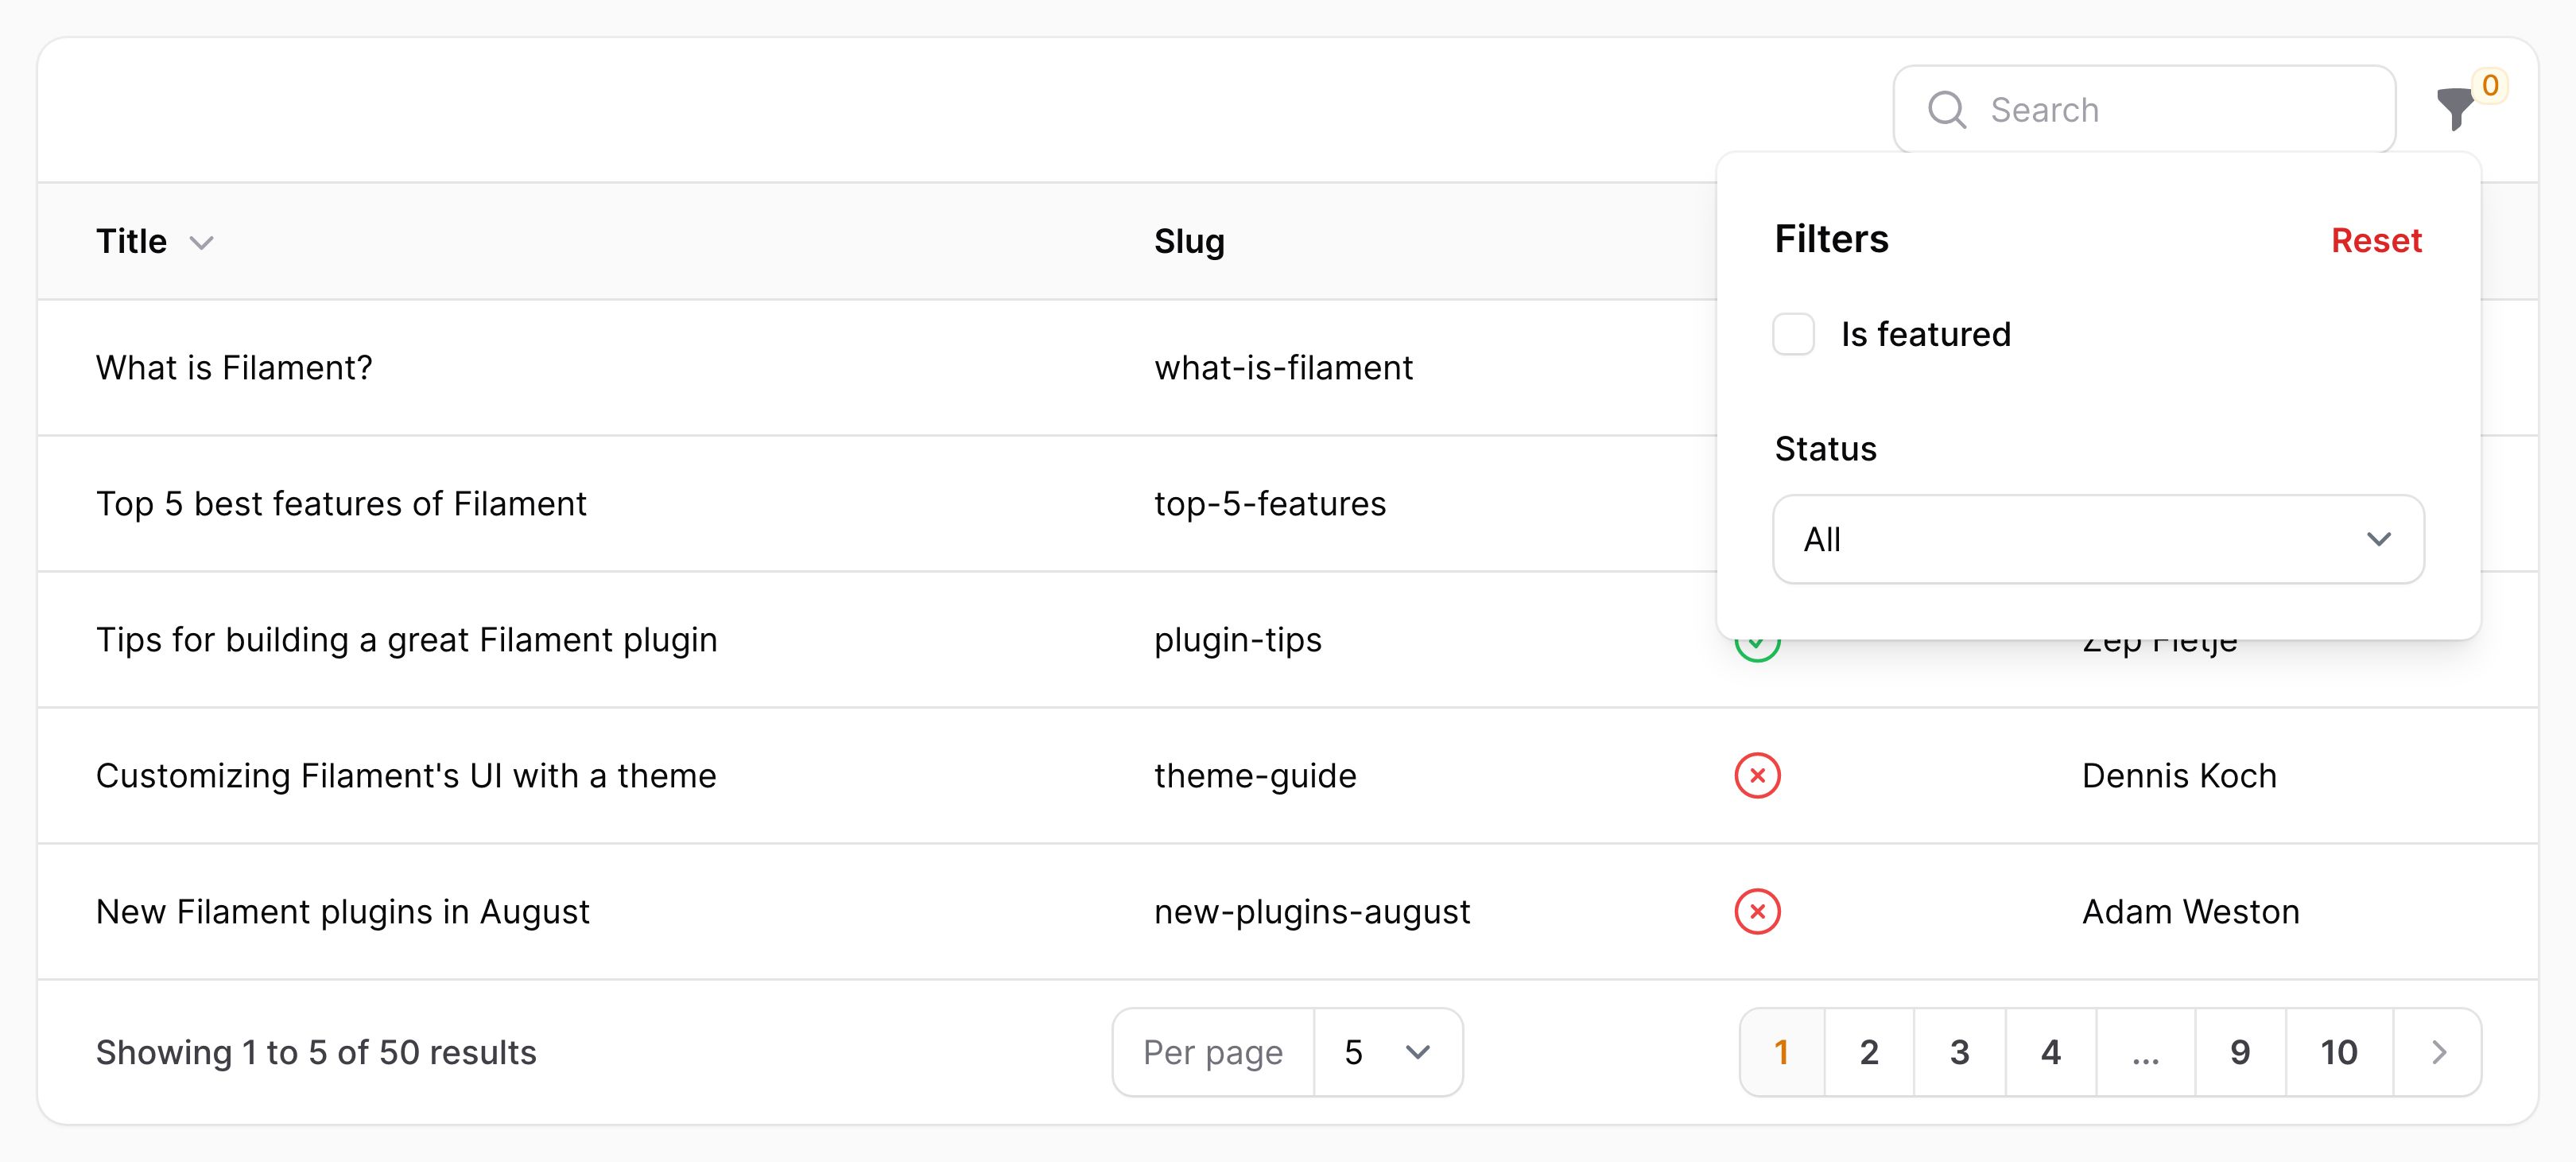 Search
0
Title
Slug
Filters
Reset
Is featured
What is Filament?
what-is-filament
Status
Top 5 best features of Filament
top-5-features
All
Tips for building a great Filament plugin
plugin-tips
Customizing Filament's UI with a theme
theme-guide
Dennis Koch
New Filament plugins in August
new-plugins-august
Adam Weston
Showing 1 to 5 of 50 results
Per page
5
1
2
3
4
...
9
10